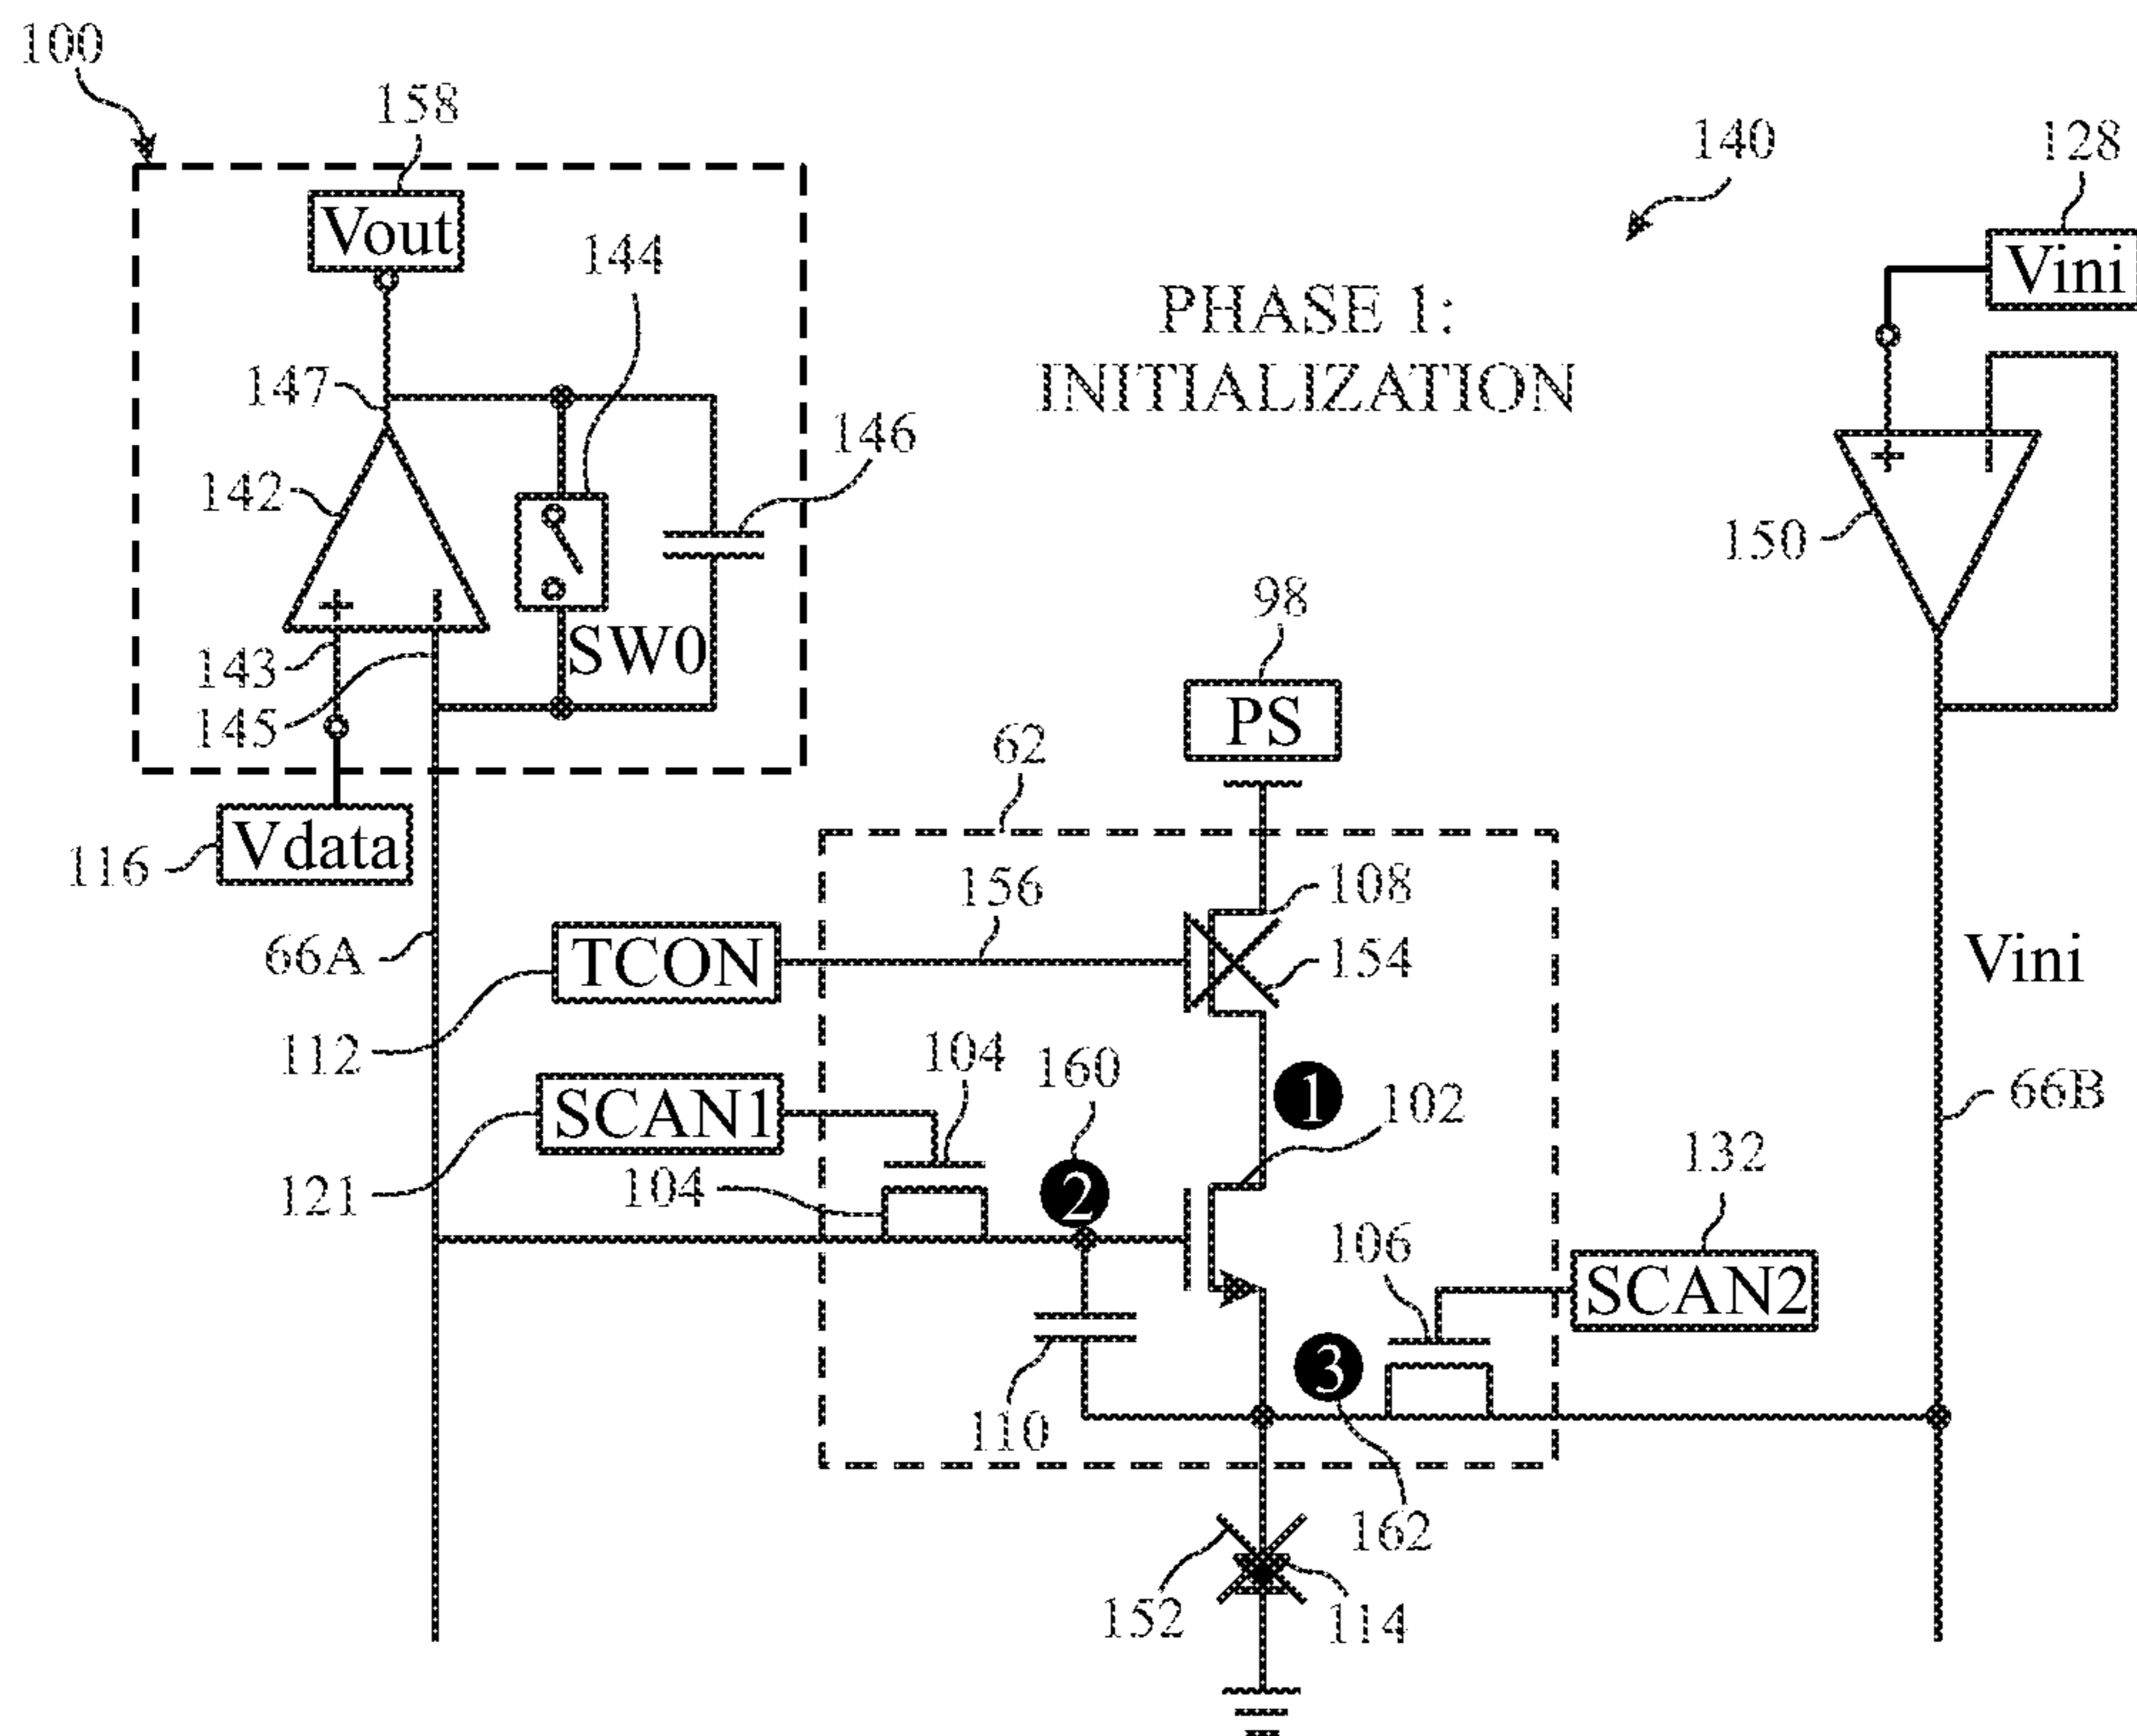 100
158
Vout
144
140
128
Vini
PHASE 1:
INITIALIZATION
147
146
142
150
98
143
SW0
145
PS
62
Vdata
116
108
156
66A
TCON
154
Vini
112
104
160
1
102
66B
SCAN1
132
121
104
2
106
SCAN2
3
110
162
152
114
+
+